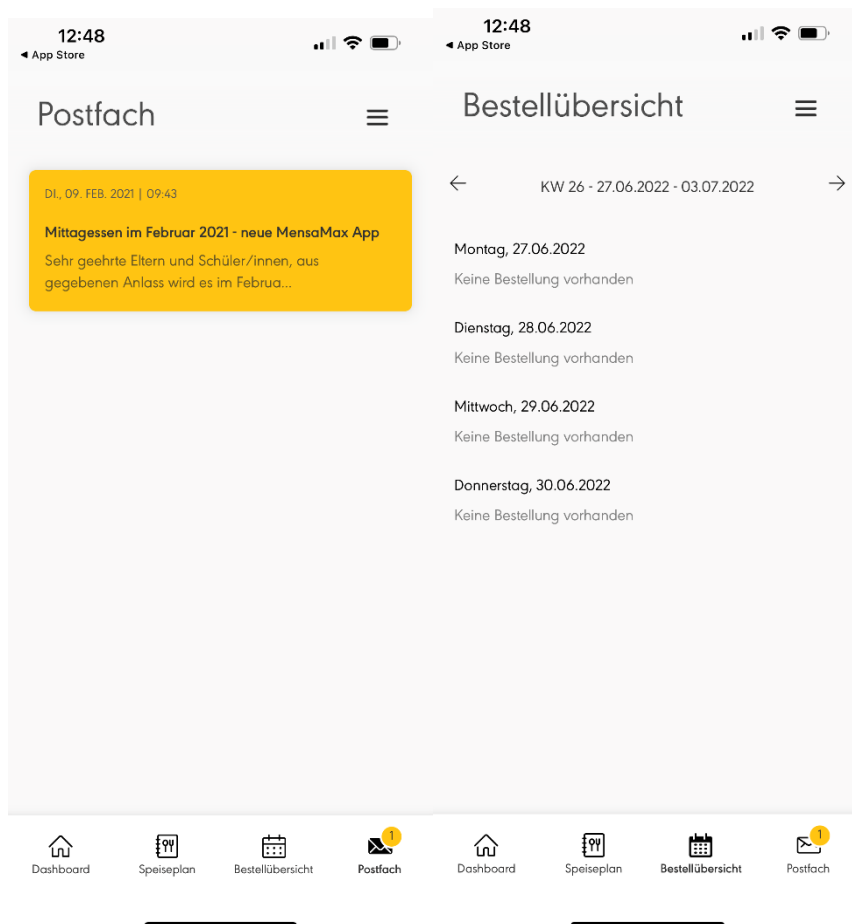 12:48
◀ App Store
Postfach
DI., 09. FEB. 2021 | 09:43
Mittagessen im Februar 2021 - neue MensaMax App
Sehr geehrte Eltern und Schüler/innen, aus
gegebenen Anlass wird es im Februa...
1
Dashboard
Speiseplan
Bestellübersicht
Postfach
12:48
◀ App Store
Bestellübersicht
KW 26 - 27.06.2022 - 03.07.2022
Montag, 27.06.2022
Keine Bestellung vorhanden
Dienstag, 28.06.2022
Keine Bestellung vorhanden
Mittwoch, 29.06.2022
Keine Bestellung vorhanden
Donnerstag, 30.06.2022
Keine Bestellung vorhanden
1
Dashboard
Speiseplan
Bestellübersicht
Postfach